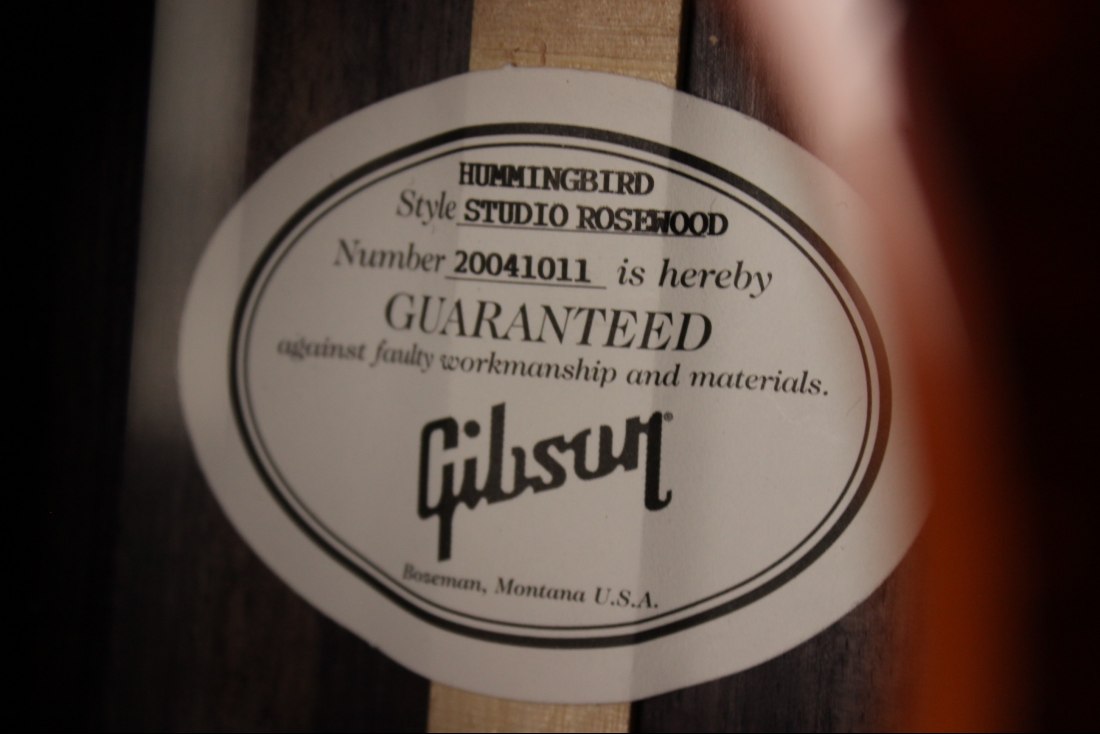 HUMMINGBIRD
Style STUDIO ROSEWOOD
Number 20041011 is hereby
GUARANTEED
against faulty workmanship and materials.
Gibson®
Bozeman, Montana U.S.A.